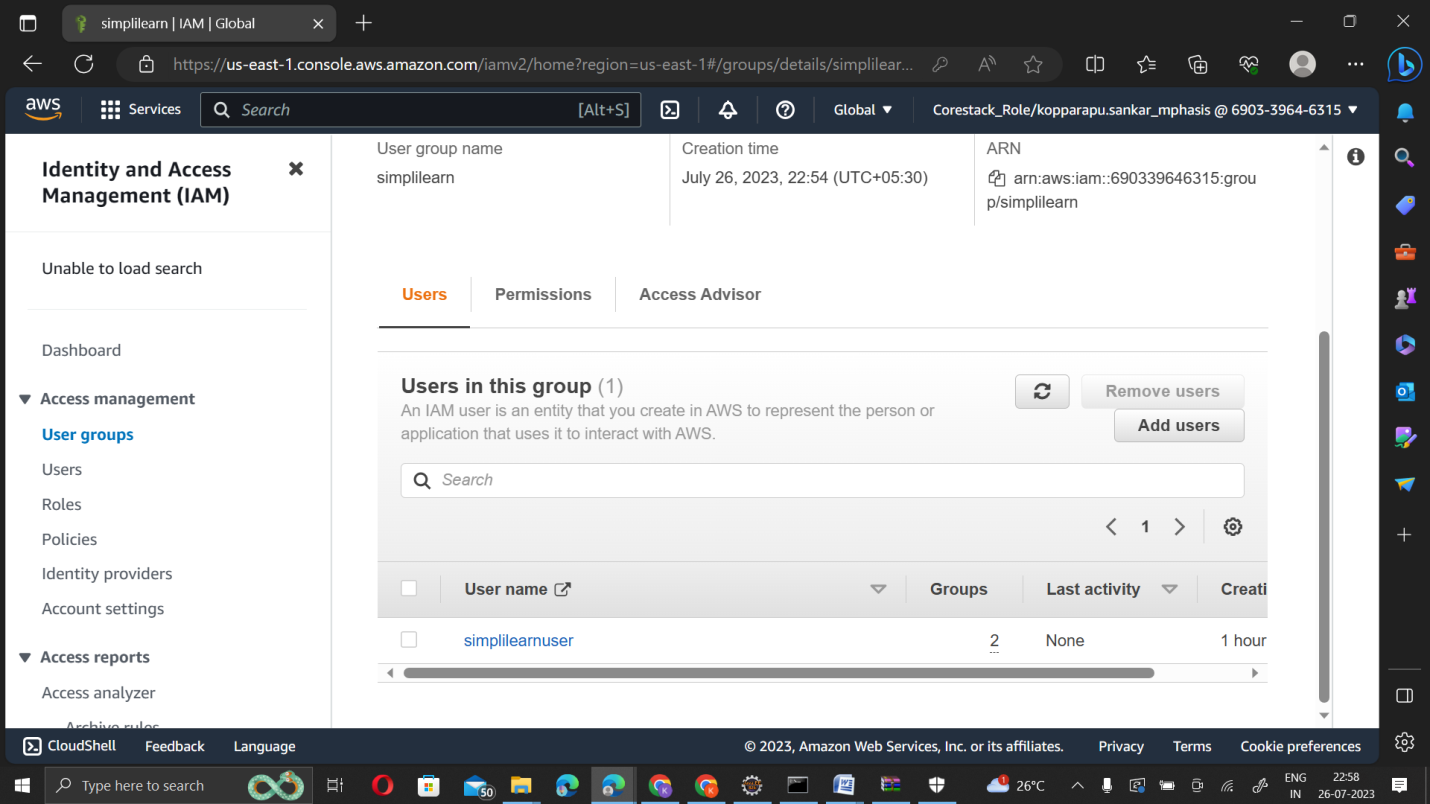 simplilearn | IAM | Global
https://us-east-1.console.aws.amazon.com/iamv2/home?region=us-east-1#/groups/details/simplilear...
aws
Services
Search
[Alt+S]
Global
Corestack_Role/kopparapu.sankar_mphasis @ 6903-3964-6315
Identity and Access
Management (IAM)
Unable to load search
Dashboard
Access management
User groups
Users
Roles
Policies
Identity providers
Account settings
Access reports
Access analyzer
Archive rules
User group name
simplilearn
Creation time
July 26, 2023, 22:54 (UTC+05:30)
ARN
arn:aws:iam::690339646315:grou
p/simplilearn
Users
Permissions
Access Advisor
Users in this group (1)
An IAM user is an entity that you create in AWS to represent the person or
application that uses it to interact with AWS.
Remove users
Add users
Search
1
User name
Groups
Last activity
Creati
simplilearnuser
2
None
1 hour
CloudShell
Feedback
Language
© 2023, Amazon Web Services, Inc. or its affiliates.
Privacy
Terms
Cookie preferences
Type here to search
50
1
26°C
ENG
IN
22:58
26-07-2023